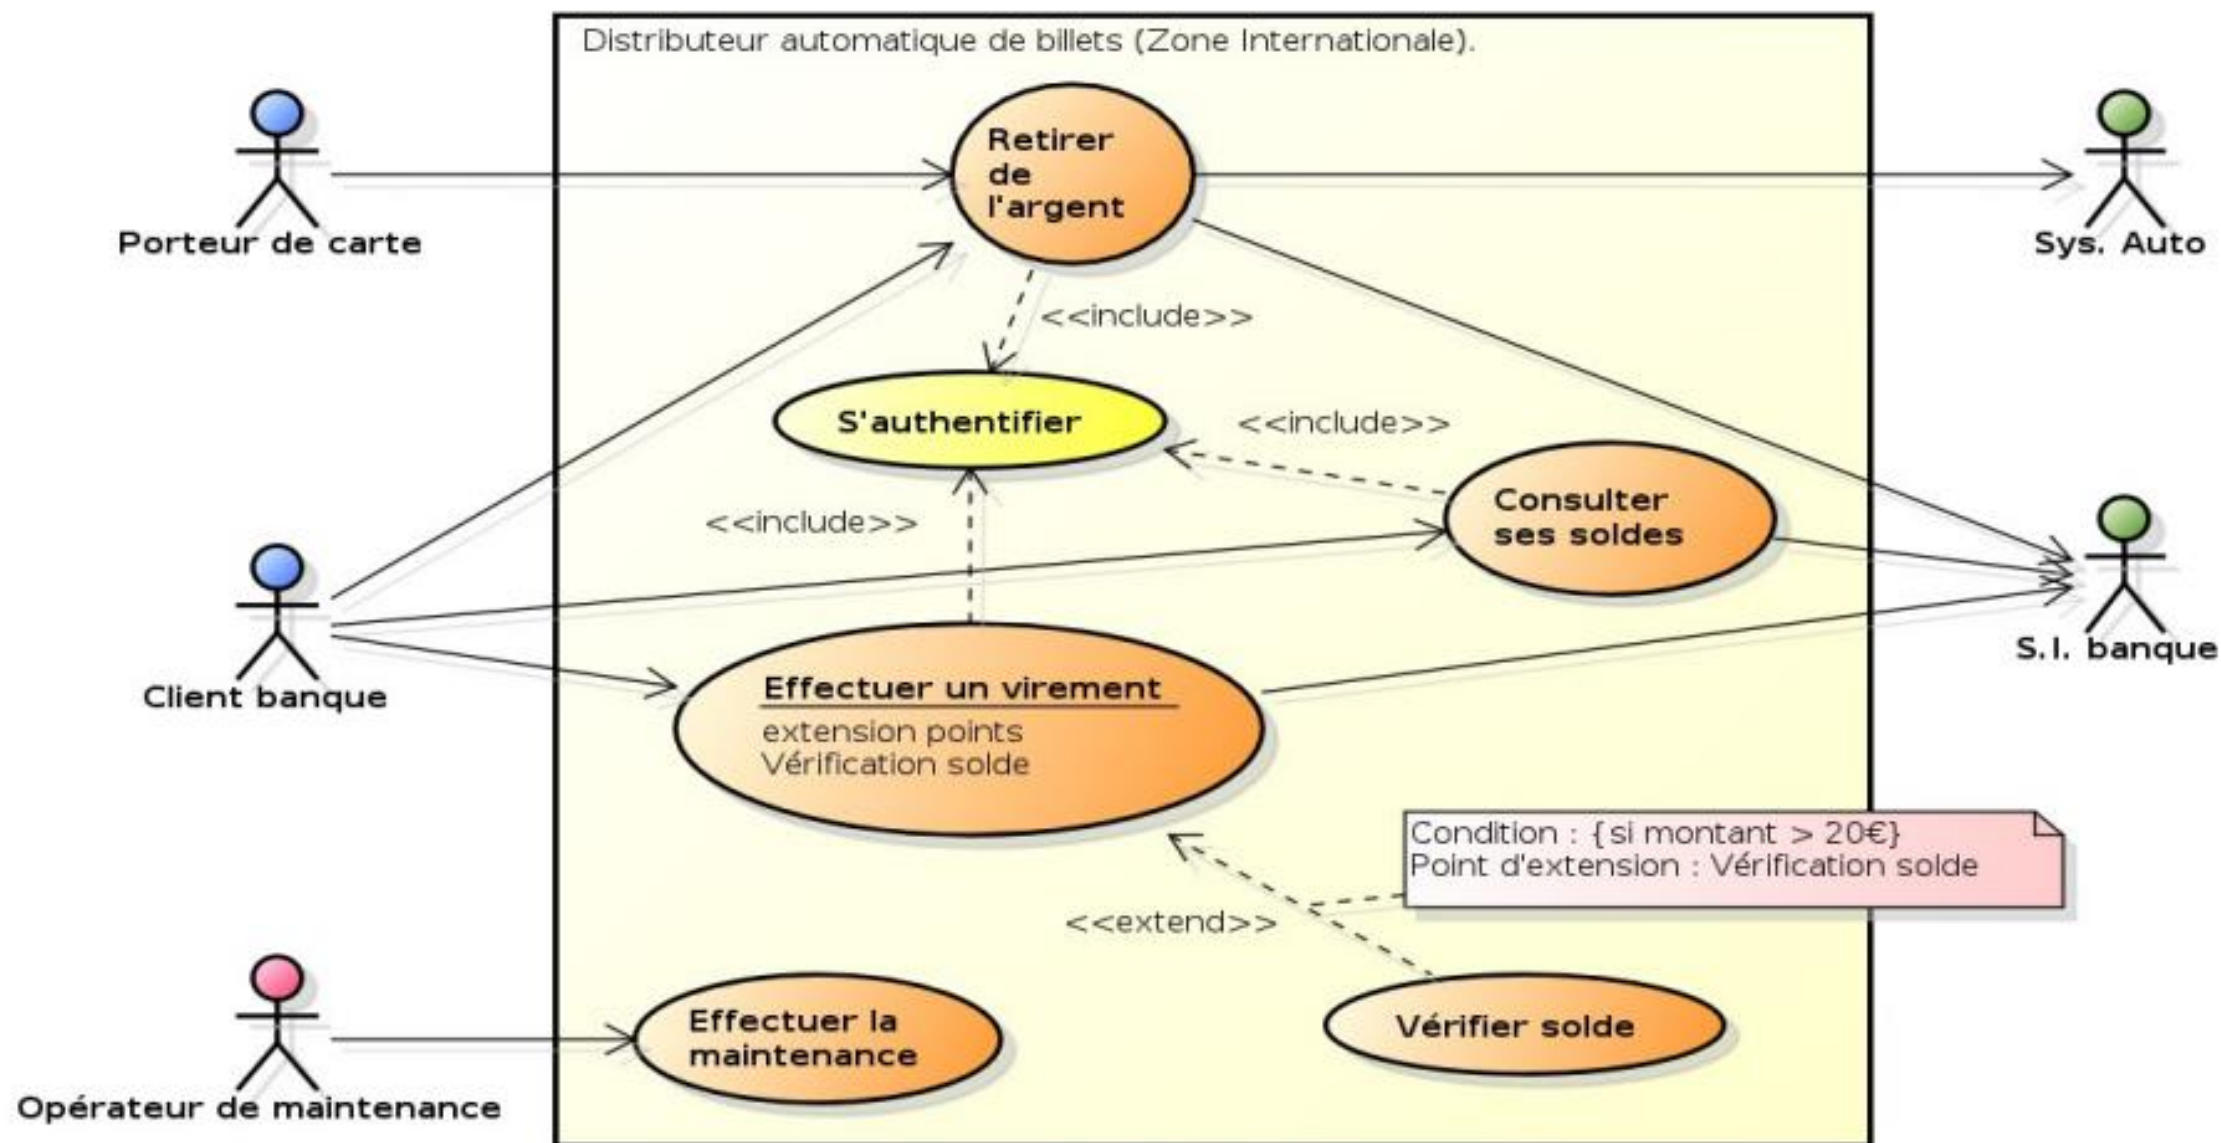 Distributeur automatique de billets (Zone Internationale).
Retirer
de
l'argent
Porteur de carte
Sys. Auto
<<include>>
S'authentifier
<<include>>
Consulter
ses soldes
<<include>>
S.I. banque
Client banque
Effectuer un virement
extension points
Vérification solde
Condition : {si montant > 20€}
Point d'extension : Vérification solde
<<extend>>
Effectuer la
maintenance
Vérifier solde
Opérateur de maintenance